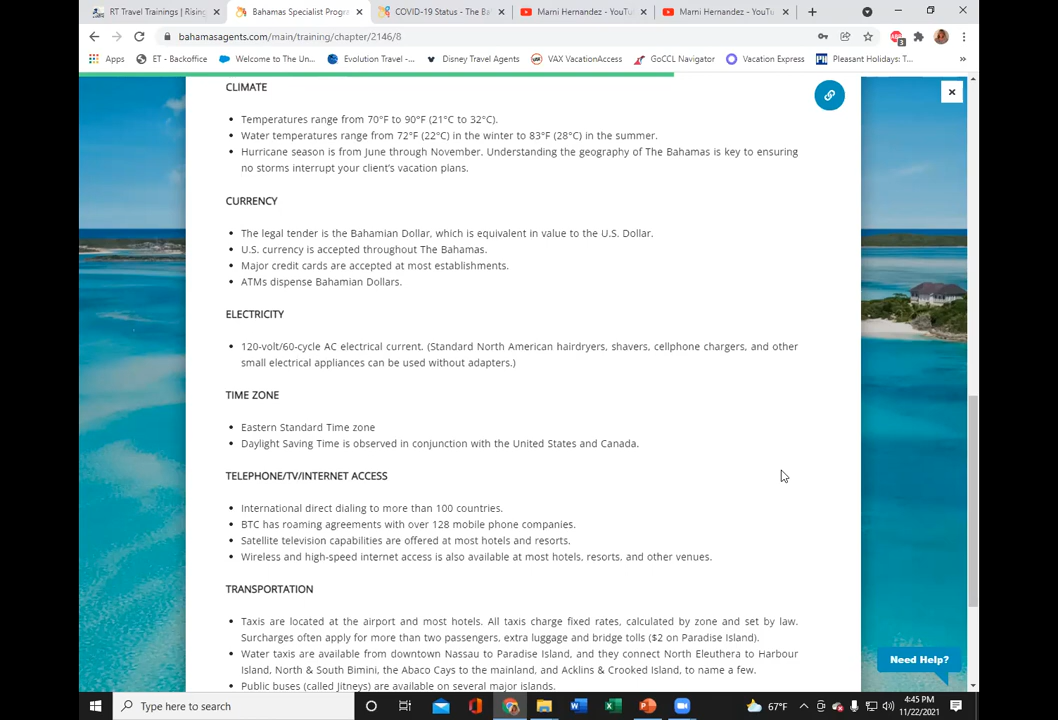 RT Travel Trainings | Rising
Bahamas Specialist Progra
COVID-19 Status - The Ba
Marni Hernandez - YouTu
Marni Hernandez - YouTu
bahamasagents.com/main/training/chapter/2146/8
Apps
ET - Backoffice
Welcome to The Un...
Evolution Travel -...
Disney Travel Agents
VAX VacationAccess
GoCCL Navigator
Vacation Express
Pleasant Holidays: T...
CLIMATE
Temperatures range from 70°F to 90°F (21°C to 32°C).
Water temperatures range from 72°F (22°C) in the winter to 83°F (28°C) in the summer.
Hurricane season is from June through November. Understanding the geography of The Bahamas is key to ensuring
no storms interrupt your client's vacation plans.
CURRENCY
The legal tender is the Bahamian Dollar, which is equivalent in value to the U.S. Dollar.
U.S. currency is accepted throughout The Bahamas.
Major credit cards are accepted at most establishments.
ATMs dispense Bahamian Dollars.
ELECTRICITY
120-volt/60-cycle AC electrical current. (Standard North American hairdryers, shavers, cellphone chargers, and other
small electrical appliances can be used without adapters.)
TIME ZONE
Eastern Standard Time zone
Daylight Saving Time is observed in conjunction with the United States and Canada.
TELEPHONE/TV/INTERNET ACCESS
International direct dialing to more than 100 countries.
BTC has roaming agreements with over 128 mobile phone companies.
Satellite television capabilities are offered at most hotels and resorts.
Wireless and high-speed internet access is also available at most hotels, resorts, and other venues.
TRANSPORTATION
Taxis are located at the airport and most hotels. All taxis charge fixed rates, calculated by zone and set by law.
Surcharges often apply for more than two passengers, extra luggage and bridge tolls ($2 on Paradise Island).
Water taxis are available from downtown Nassau to Paradise Island, and they connect North Eleuthera to Harbour
Island, North & South Bimini, the Abaco Cays to the mainland, and Acklins & Crooked Island, to name a few.
Public buses (called Jitneys) are available on several major islands.
Need Help?
Type here to search
67°F
4:45 PM
11/22/2021